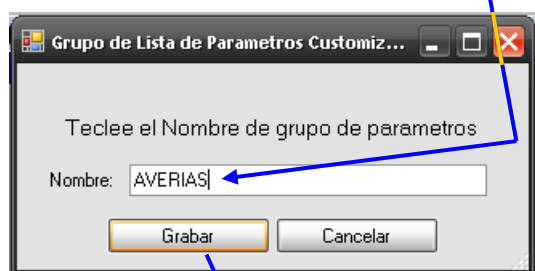 Grupo de Lista de Parametros Customiz...
Teclee el Nombre de grupo de parametros
Nombre: AVERIAS
Grabar Cancelar